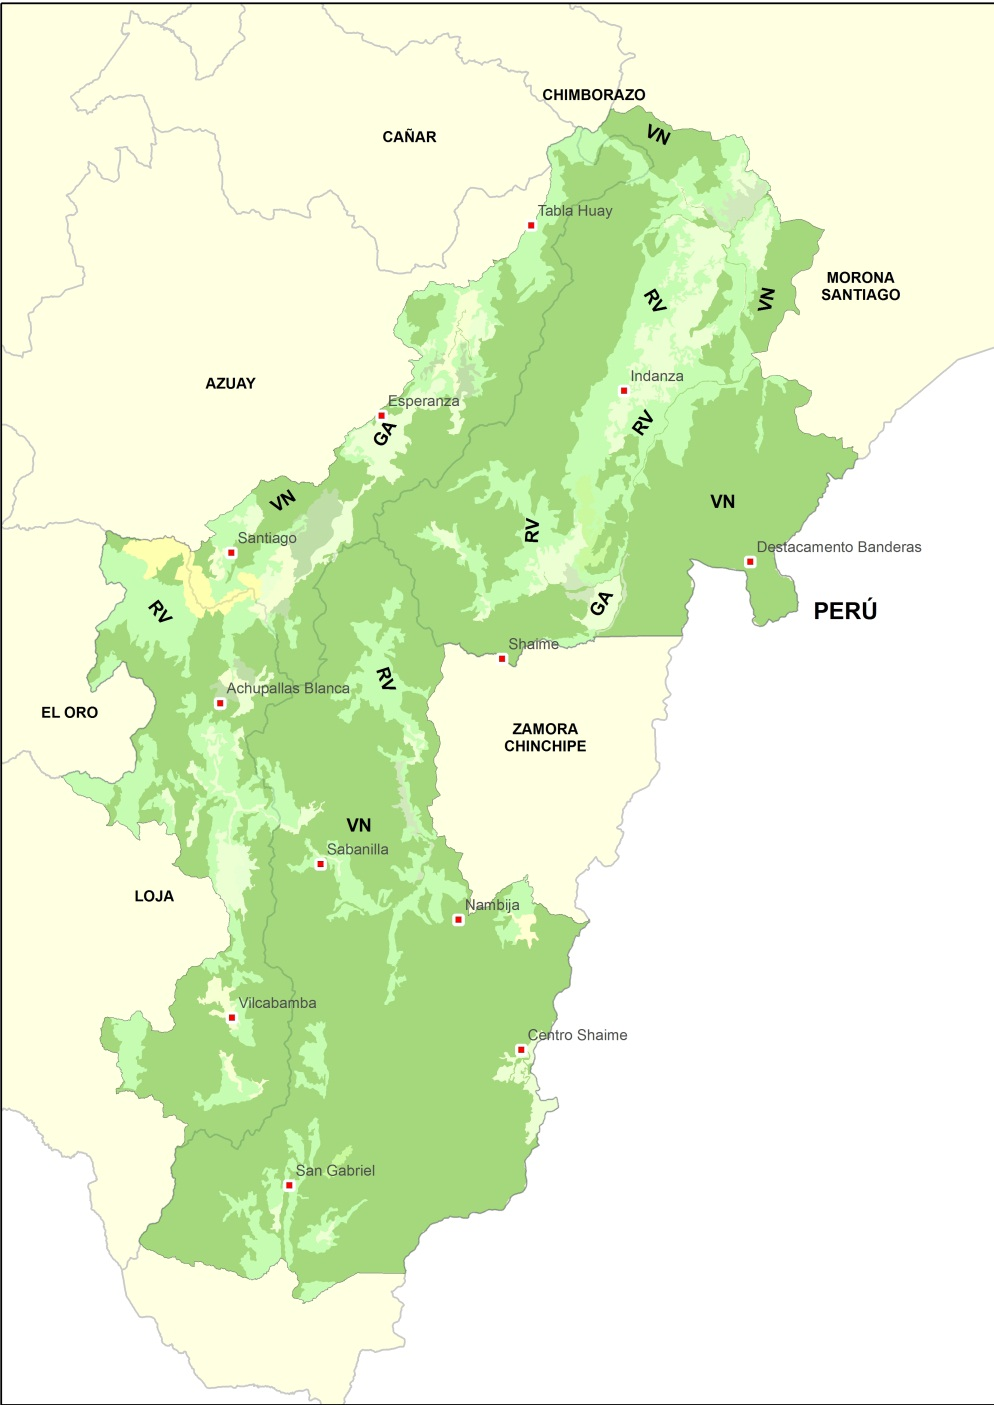 CHIMBORAZO
VN
CAÑAR
Tabla Huay
MORONA
SANTIAGO
RV
VN
AZUAY
Indanza
Esperanza
RV
GA
VN
VN
RV
Santiago
Destacamento Banderas
RV
GA
PERÚ
Shaime
RV
Achupallas Blanca
EL ORO
ZAMORA
CHINCHIPE
VN
Sabanilla
LOJA
Nambija
Vilcabamba
Centro Shaime
San Gabriel